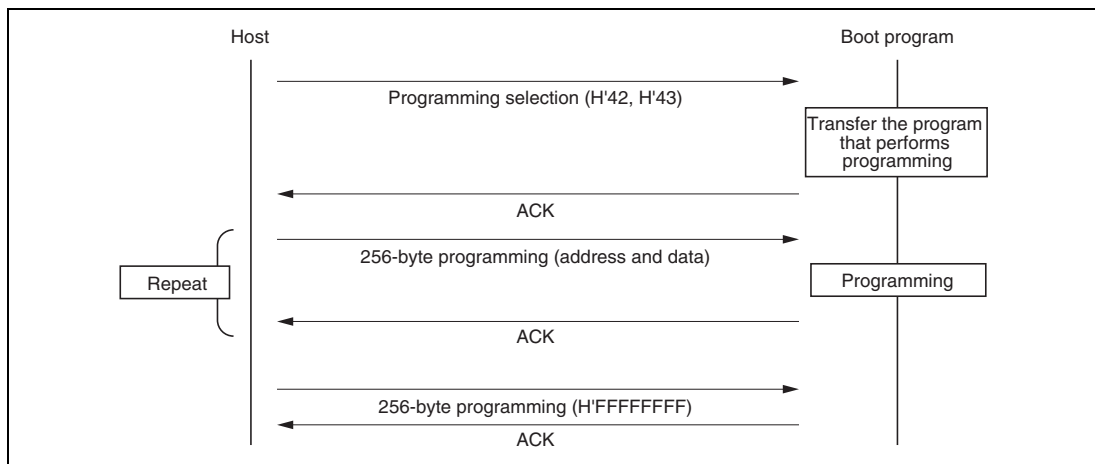 Host
Boot program
Programming selection (H'42, H'43)
Transfer the program
that performs
programming
ACK
256-byte programming (address and data)
Repeat
Programming
ACK
256-byte programming (H'FFFFFFFF)
ACK